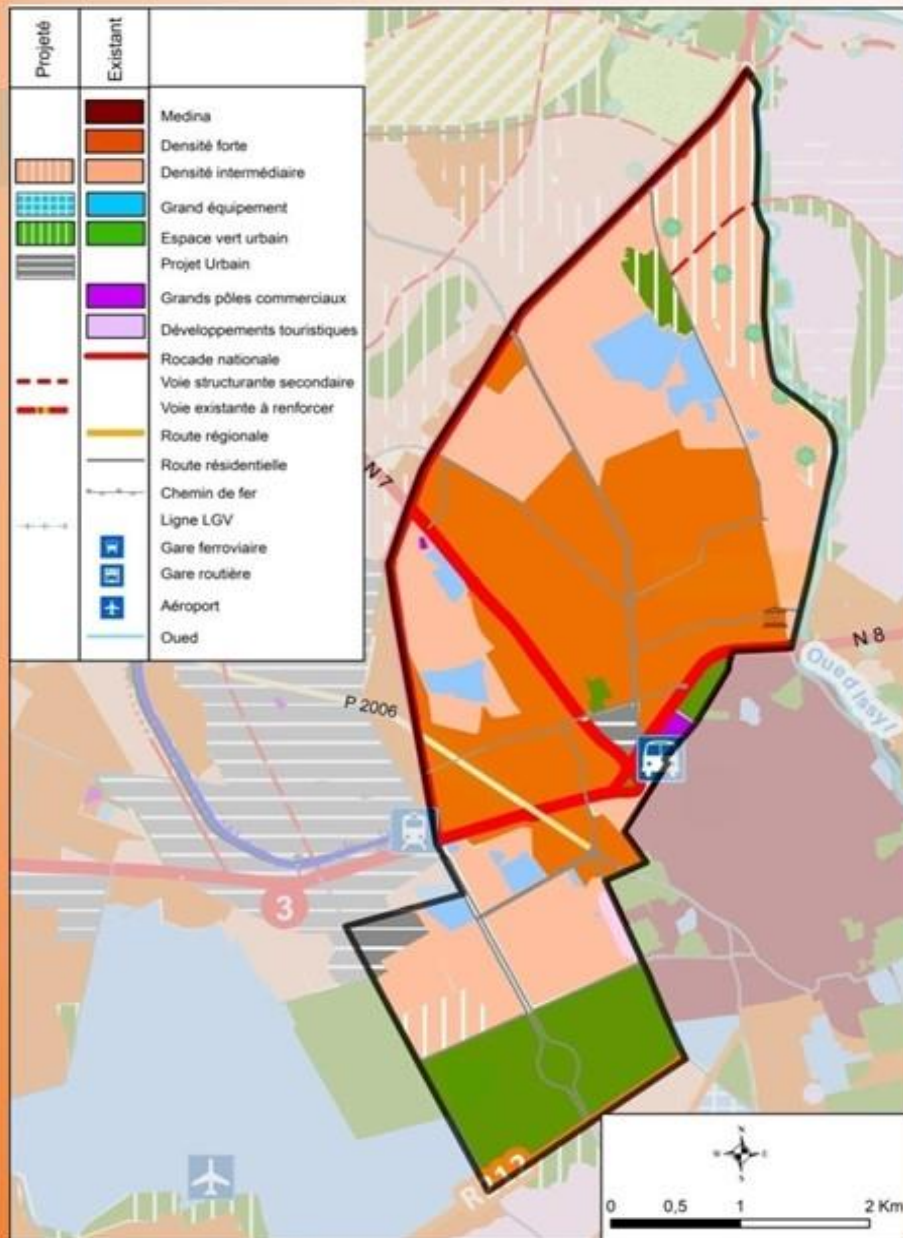 Projeté
Existant
Medina
Densité forte
Densité intermédiaire
Grand équipement
Espace vert urbain
Projet Urbain
Grands pôles commerciaux
Développements touristiques
Rocade nationale
Voie structurante secondaire
Voie existante à renforcer
Route régionale
Route résidentielle
Chemin de fer
Ligne LGV
Gare ferroviaire
Gare routière
Aéroport
Oued
N 7
N 8
Oued Issyl
P 2006
3
N
W
E
S
0 0,5 1 2 Km